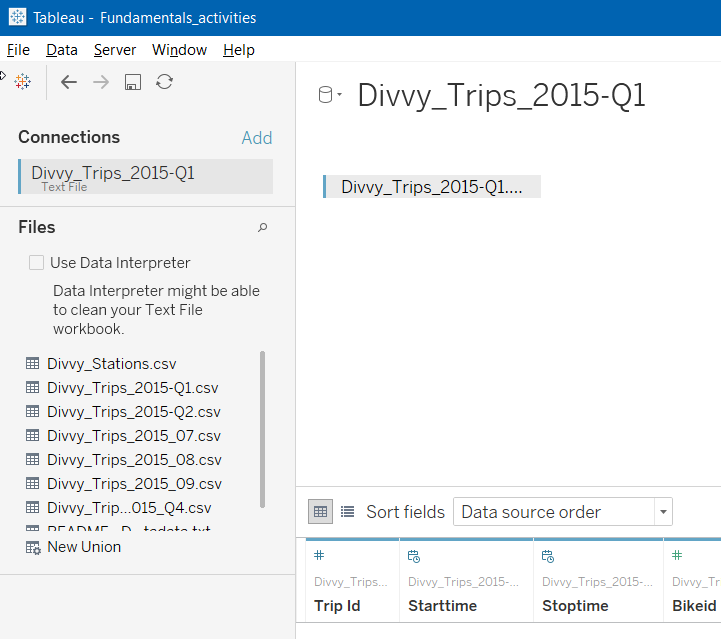 Tableau - Fundamentals_activities
File Data Server Window Help
Connections Add
Divvy_Trips_2015-Q1
Text File
Files
Use Data Interpreter
Data Interpreter might be able
to clean your Text File
workbook.
Divvy_Stations.csv
Divvy_Trips_2015-Q1.csv
Divvy_Trips_2015-Q2.csv
Divvy_Trips_2015_07.csv
Divvy_Trips_2015_08.csv
Divvy_Trips_2015_09.csv
Divvy_Trip...015_Q4.csv
New Union
Divvy_Trips_2015-Q1
Divvy_Trips_2015-Q1....
Sort fields Data source order
# # 
Divvy_Trips... Divvy_Trips_2015-... Divvy_Trips_2015-... Divvy_Tr
Trip Id Starttime Stoptime Bikeid